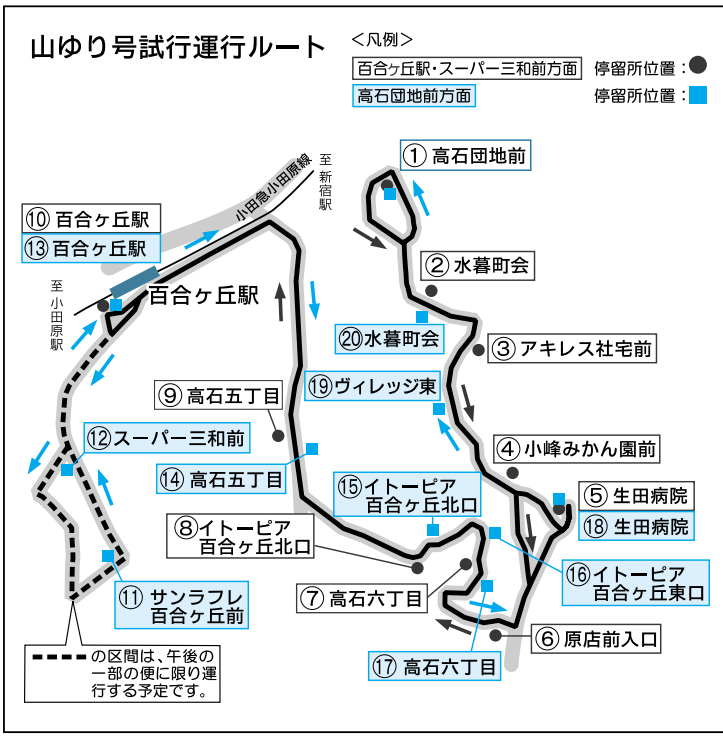 山ゆり号試行運行ルート
＜凡例＞
百合ヶ丘駅・スーパー三和前方面 停留所位置：
高石団地前方面 停留所位置：
小田急小田原線
至新宿駅
①高石団地前
⑩百合ヶ丘駅
⑬百合ヶ丘駅
②水暮町会
至小田原駅
百合ヶ丘駅
⑳水暮町会
③アキレス社宅前
⑲ヴィレッジ東
⑨高石五丁目
⑫スーパー三和前
④小峰みかん園前
⑭高石五丁目
⑮イトーピア
百合ヶ丘北口
⑤生田病院
⑱生田病院
⑧イトーピア
百合ヶ丘北口
⑯イトーピア
百合ヶ丘東口
⑪サンラフレ
百合ヶ丘前
⑦高石六丁目
⑥原店前入口
⑰高石六丁目
の区間は、午後の
一部の便に限り運
行する予定です。